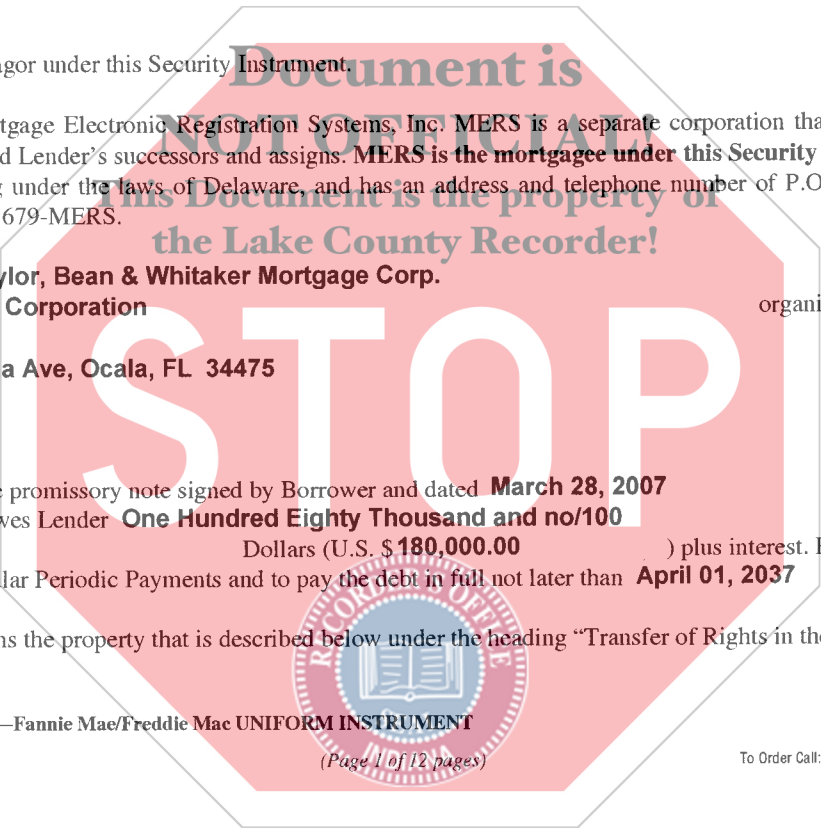 agor under this Security Instrument.
Document is
tgage Electronic Registration Systems, Inc. MERS is a separate corporation tha
NOT OFFICIAL!
d Lender's successors and assigns. MERS is the mortgagee under this Security
g under the laws of Delaware, and has an address and telephone number of P.O
This Document is the property of
679-MERS.
the Lake County Recorder!
ylor, Bean & Whitaker Mortgage Corp.
Corporation organi
a Ave, Ocala, FL 34475
STOP
e promissory note signed by Borrower and dated March 28, 2007
wes Lender One Hundred Eighty Thousand and no/100
Dollars (U.S. $ 180,000.00 ) plus interest.
lar Periodic Payments and to pay the debt in full not later than April 01, 2037
RECORDER'S OFFICE
ns the property that is described below under the heading “Transfer of Rights in the
—Fannie Mae/Freddie Mac UNIFORM INSTRUMENT
INDIANA
(Page 1 of 12 pages)
To Order Call: